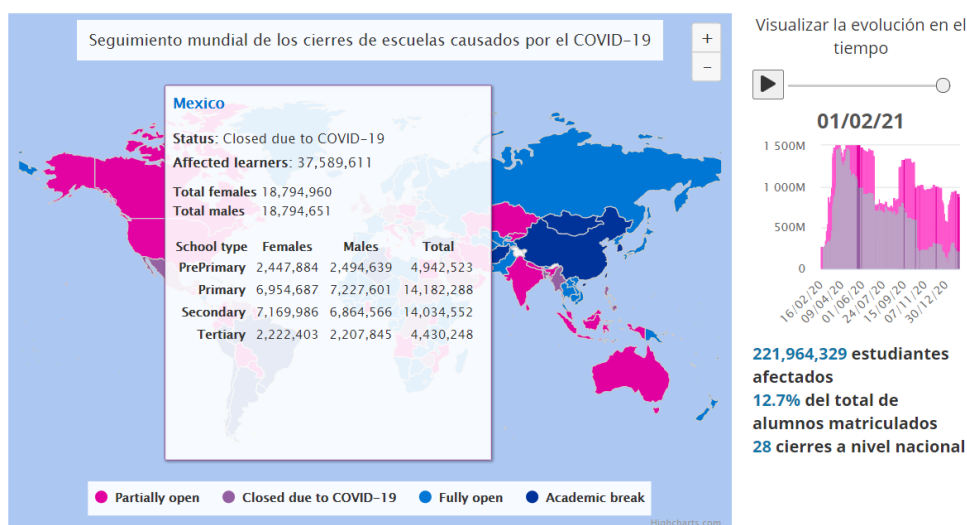 Seguimiento mundial de los cierres de escuelas causados por el COVID-19
+
−
Mexico
Status: Closed due to COVID-19
Affected learners: 37,589,611
Total females 18,794,960
Total males 18,794,651
School type Females Males Total
PrePrimary 2,447,884 2,494,639 4,942,523
Primary 6,954,687 7,227,601 14,182,288
Secondary 7,169,986 6,864,566 14,034,552
Tertiary 2,222,403 2,207,845 4,430,248
Partially open Closed due to COVID-19 Fully open Academic break
Highcharts.com
Visualizar la evolución en el
tiempo
01/02/21
1 500M
1 000M
500M
0
16/02/20 09/04/20 01/06/20 24/07/20 15/09/20 07/11/20 30/12/20
221,964,329 estudiantes
afectados
12.7% del total de
alumnos matriculados
28 cierres a nivel nacional